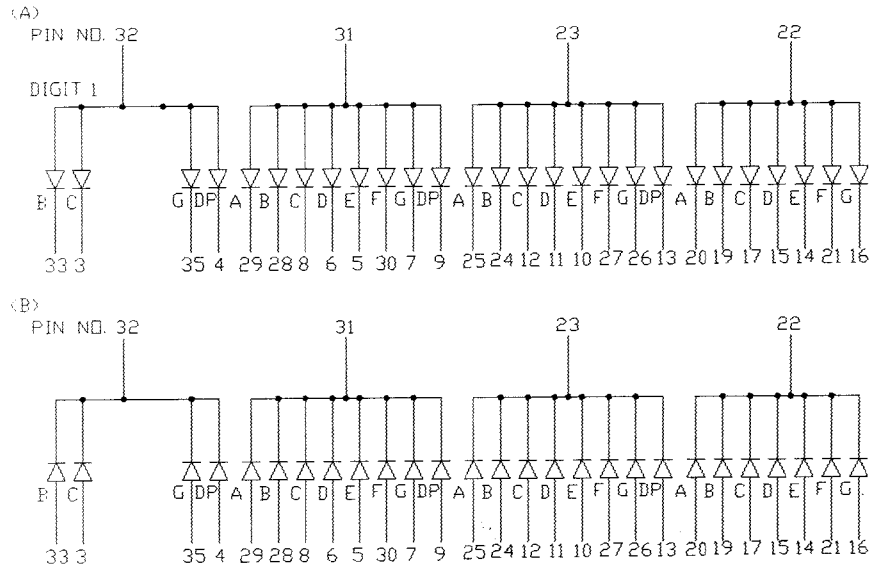 (A)
PIN NO. 32 31 23 22
DIGIT 1
B C G DP A B C D E F G DP A B C D E F G DP A B C D E F G
33 3 35 4 29 28 8 6 5 30 7 9 25 24 12 11 10 27 26 13 20 19 17 15 14 21 16
(B)
PIN NO. 32 31 23 22
B C G DP A B C D E F G DP A B C D E F G DP A B C D E F G
33 3 35 4 29 28 8 6 5 30 7 9 25 24 12 11 10 27 26 13 20 19 17 15 14 21 16